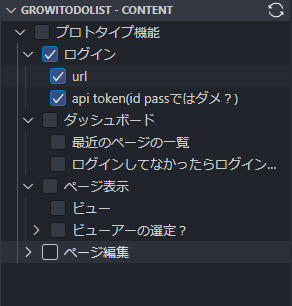 GROWITODOLIST - CONTENT
プロトタイプ機能
ログイン
url
api token(id passではダメ？)
ダッシュボード
最近のページの一覧
ログインしてなかったらログイン...
ページ表示
ビュー
ビューアーの選定？
ページ編集